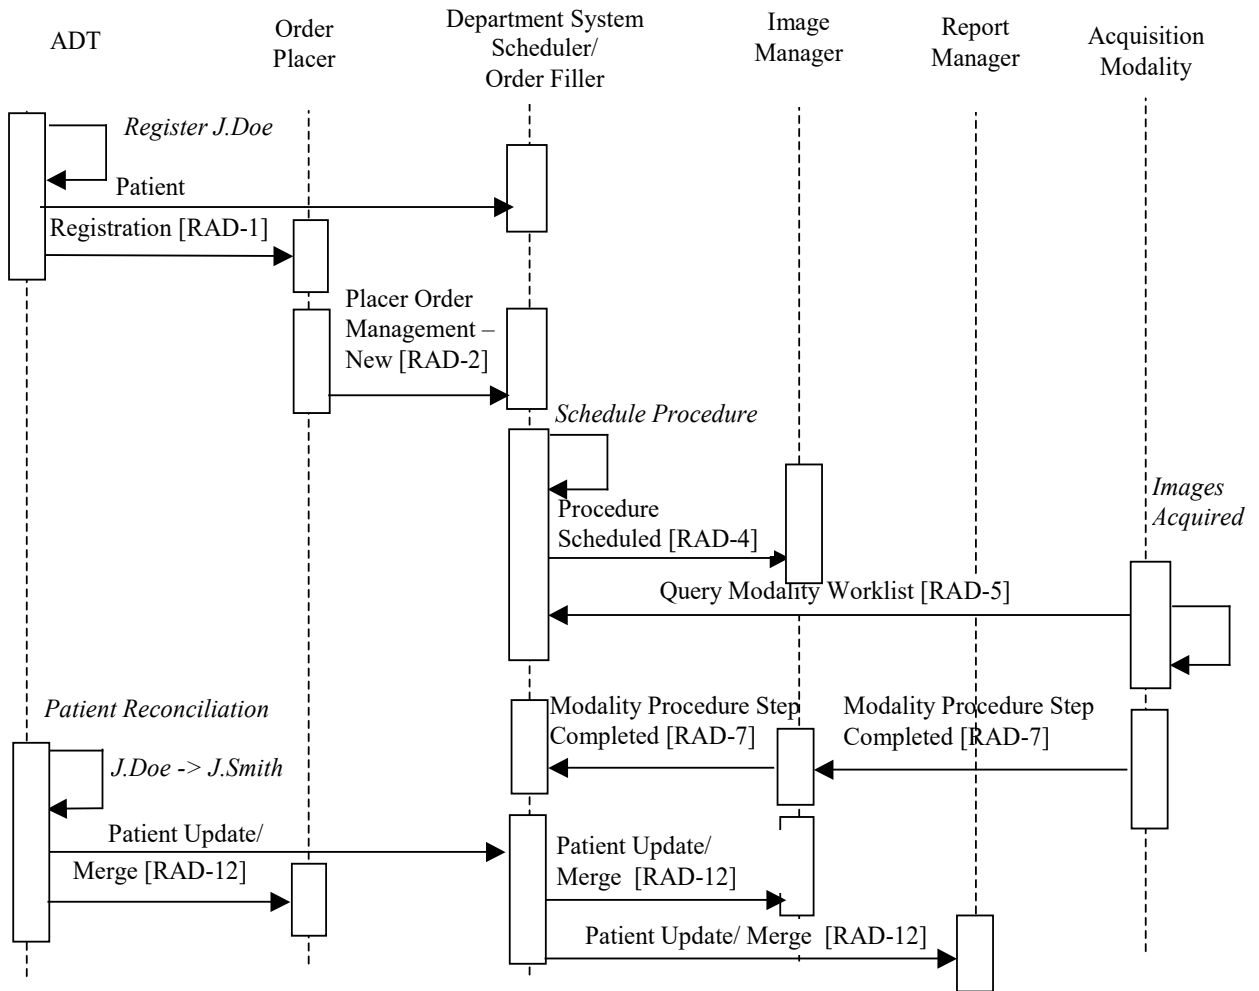 ADT
Order
Placer
Department System
Scheduler/
Order Filler
Image
Manager
Report
Manager
Acquisition
Modality
Register J.Doe
Patient
Registration [RAD-1]
Placer Order
Management –
New [RAD-2]
Schedule Procedure
Procedure
Scheduled [RAD-4]
Images
Acquired
Query Modality Worklist [RAD-5]
Modality Procedure Step
Completed [RAD-7]
Modality Procedure Step
Completed [RAD-7]
Patient Reconciliation
J.Doe -> J.Smith
Patient Update/
Merge [RAD-12]
Patient Update/
Merge  [RAD-12]
Patient Update/ Merge  [RAD-12]